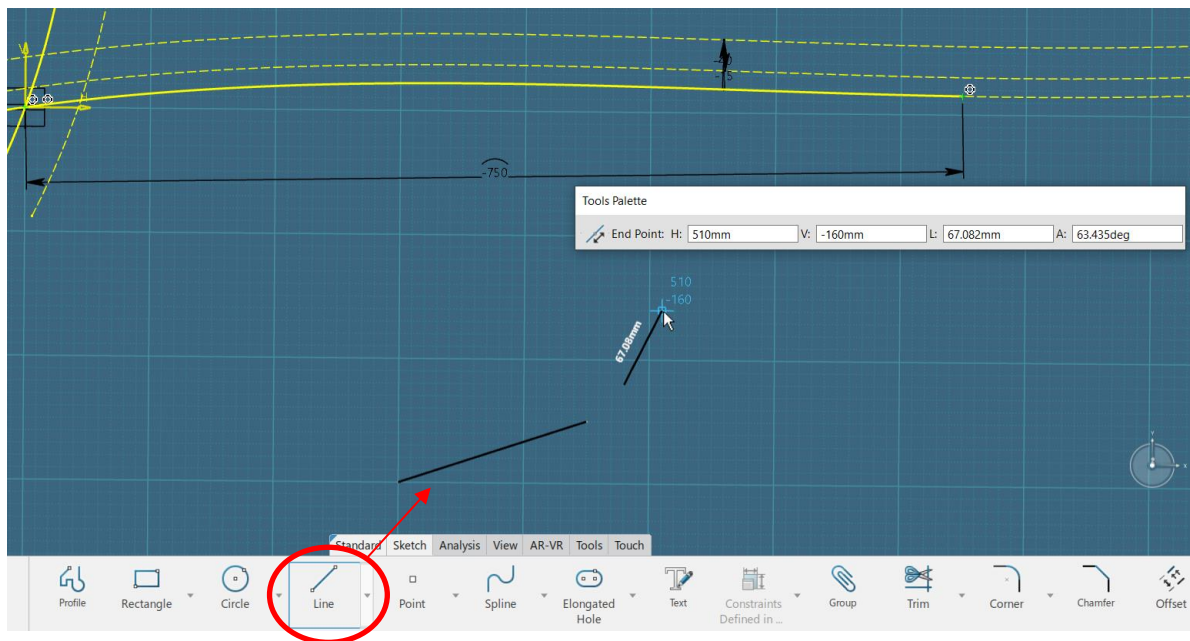 V
H
-15
-750
Tools Palette
End Point: H: 510mm V: -160mm L: 67.082mm A: 63.435deg
510
-160
67.08mm
Y
x
Standard Sketch Analysis View AR-VR Tools Touch
Profile Rectangle Circle Line Point Spline Elongated Hole Text Constraints Defined in ... Group Trim Corner Chamfer Offset